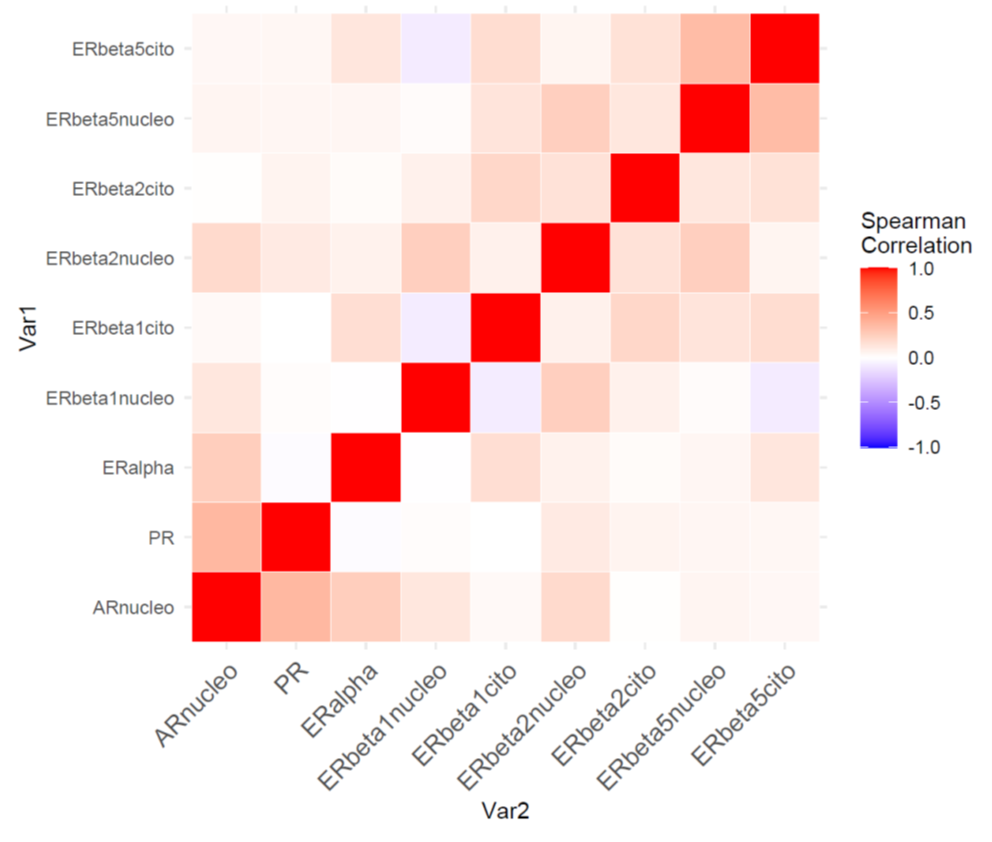 ERbeta5cito
ERbeta5nucleo
ERbeta2cito
ERbeta2nucleo
ERbeta1cito
ERbeta1nucleo
ERalpha
PR
ARnucleo
Var1
ARnucleo
PR
ERalpha
ERbeta1nucleo
ERbeta1cito
ERbeta2nucleo
ERbeta2cito
ERbeta5nucleo
ERbeta5cito
Var2
Spearman
Correlation
1.0
0.5
0.0
-0.5
-1.0